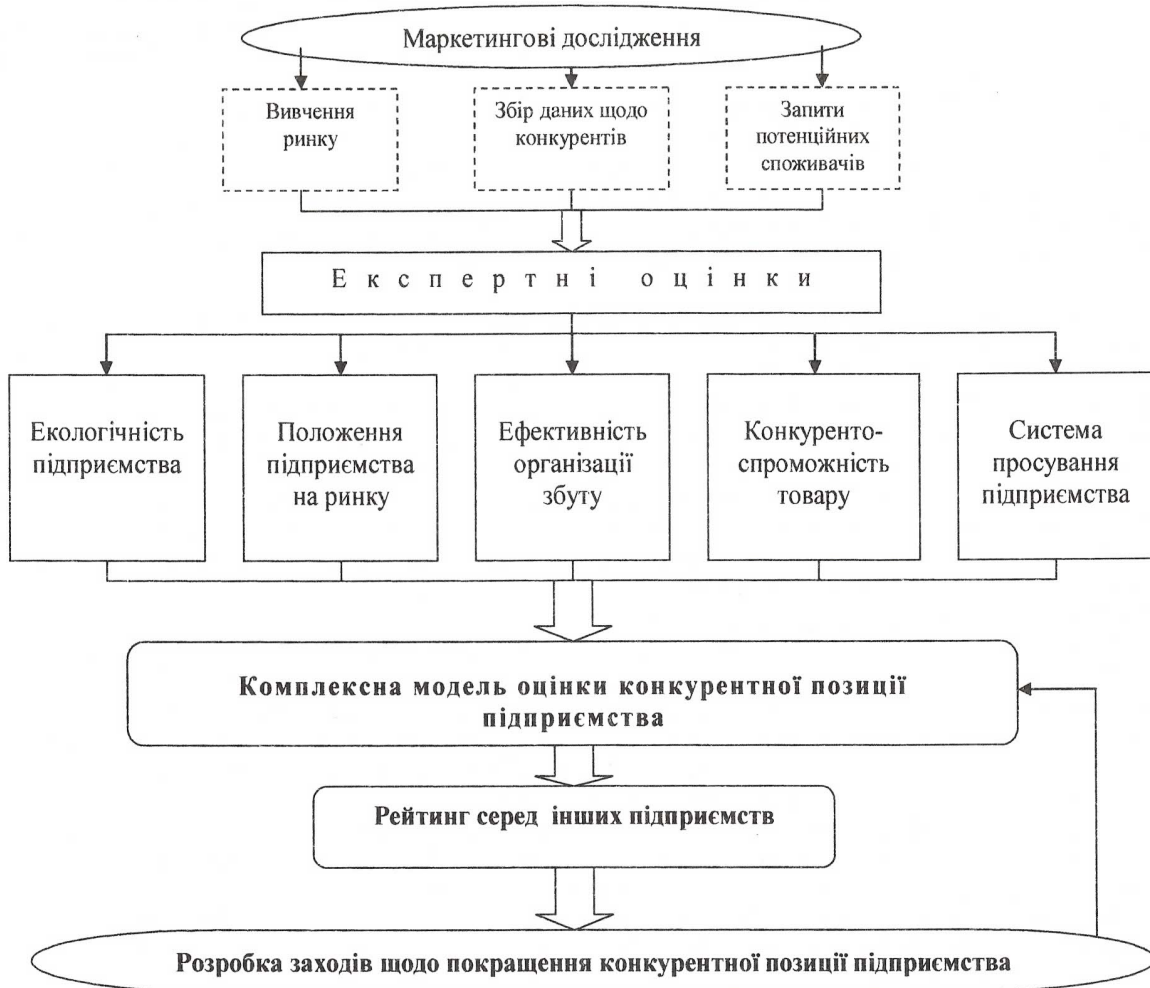 Маркетингові дослідження
Вивчення
ринку
Збір даних щодо
конкурентів
Запити
потенційних
споживачів
Експертні оцінки
Екологічність
підприємства
Положення
підприємства
на ринку
Ефективність
організації
збуту
Конкуренто-
спроможність
товару
Система
просування
підприємства
Комплексна модель оцінки конкурентної позиції
підприємства
Рейтинг серед інших підприємств
Розробка заходів щодо покращення конкурентної позиції підприємства